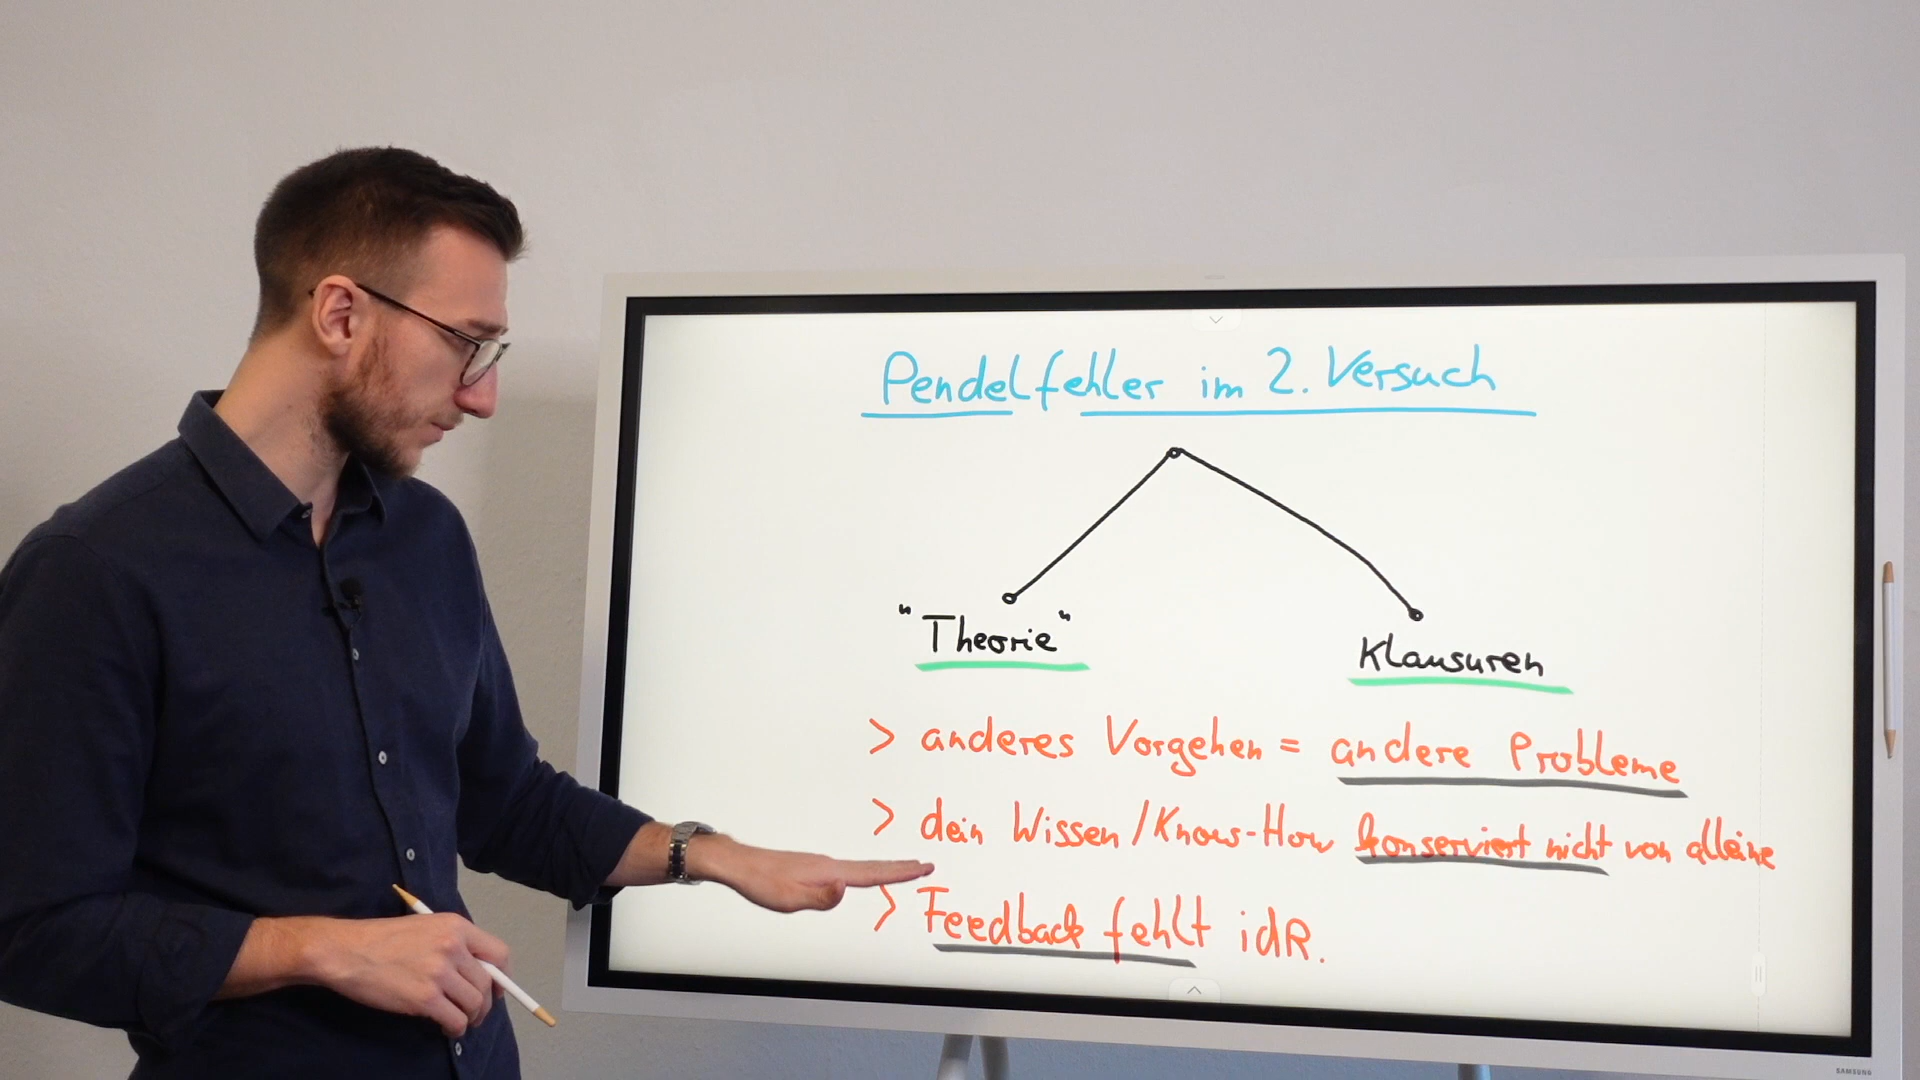 Pendelfehler im 2. Versuch
"Theorie"
Klausuren
> anderes Vorgehen = andere Probleme
> dein Wissen/Know-How konserviert nicht von alleine
> Feedback fehlt idR.
SAMSUNG